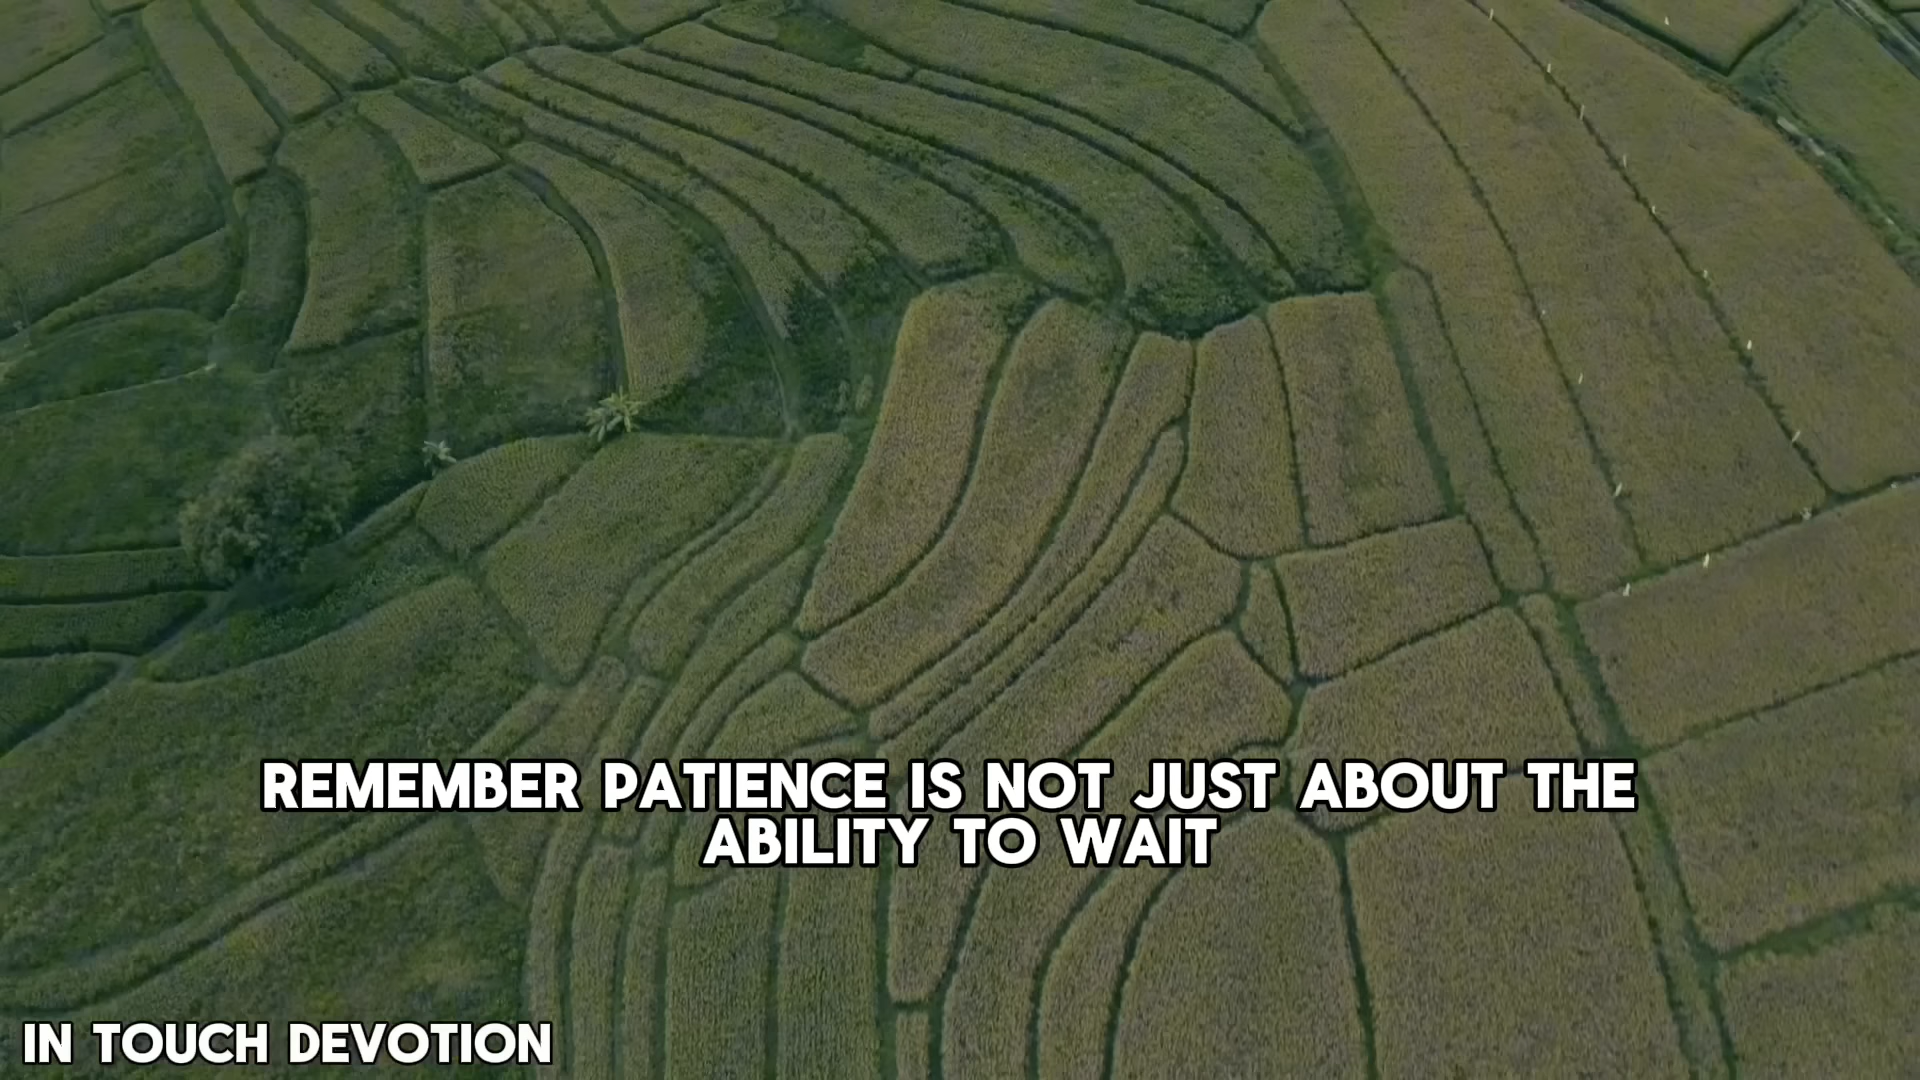 REMEMBER PATIENCE IS NOT JUST ABOUT THE
ABILITY TO WAIT
IN TOUCH DEVOTION